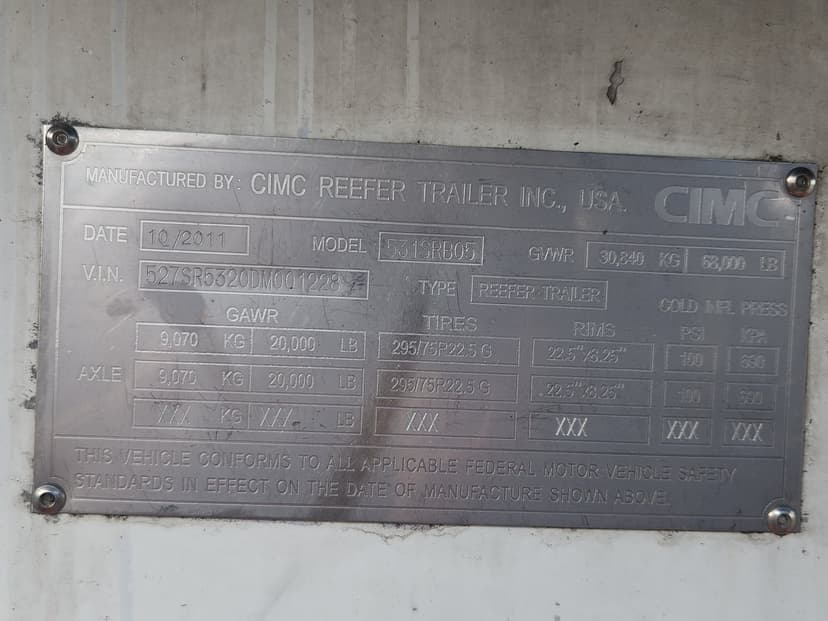 MANUFACTURED BY: CIMC REEFER TRAILER INC., USA. CIMC
DATE 10/2011 MODEL 531SRB05 GVWR 30,840 KG 68,000 LB
V.I.N. 527SR5320DM001228 TYPE REEFER TRAILER COLD INFL PRESS
GAWR TIRES RIMS PSI KPA
9,070 KG 20,000 LB 295/75R22.5 G 22.5"/8.25" 100 690
AXLE 9,070 KG 20,000 LB 295/75R22.5 G 22.5"/8.25" 100 690
XXX KG XXX LB XXX XXX XXX XXX
THIS VEHICLE CONFORMS TO ALL APPLICABLE FEDERAL MOTOR VEHICLE SAFETY
STANDARDS IN EFFECT ON THE DATE OF MANUFACTURE SHOWN ABOVE.